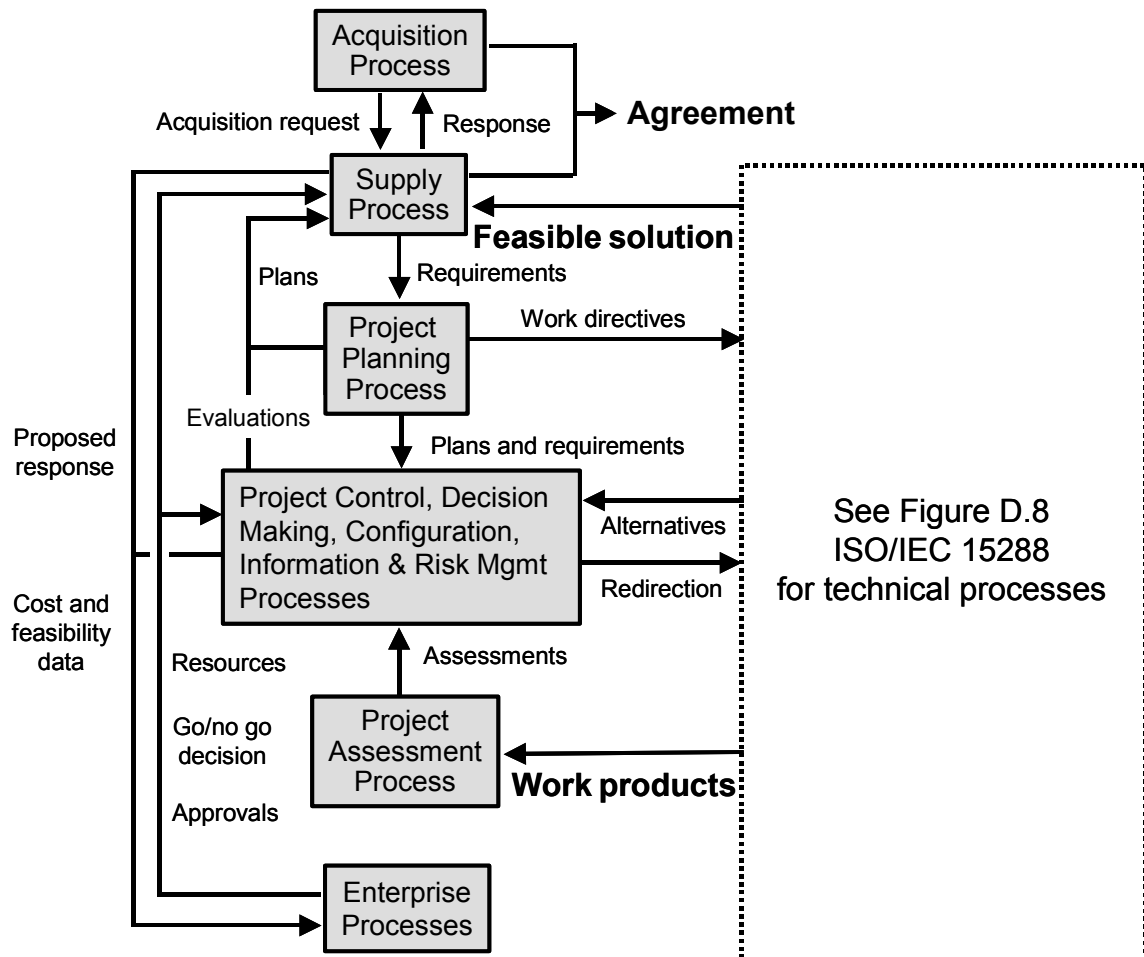 Acquisition
Process
Acquisition request
Response
Agreement
Supply
Process
Feasible solution
Plans
Requirements
Project
Planning
Process
Work directives
Evaluations
Proposed
response
Plans and requirements
Project Control, Decision
Making, Configuration,
Information & Risk Mgmt
Processes
Alternatives
Redirection
See Figure D.8
ISO/IEC 15288
for technical processes
Cost and
feasibility
data
Resources
Assessments
Go/no go
decision
Project
Assessment
Process
Work products
Approvals
Enterprise
Processes